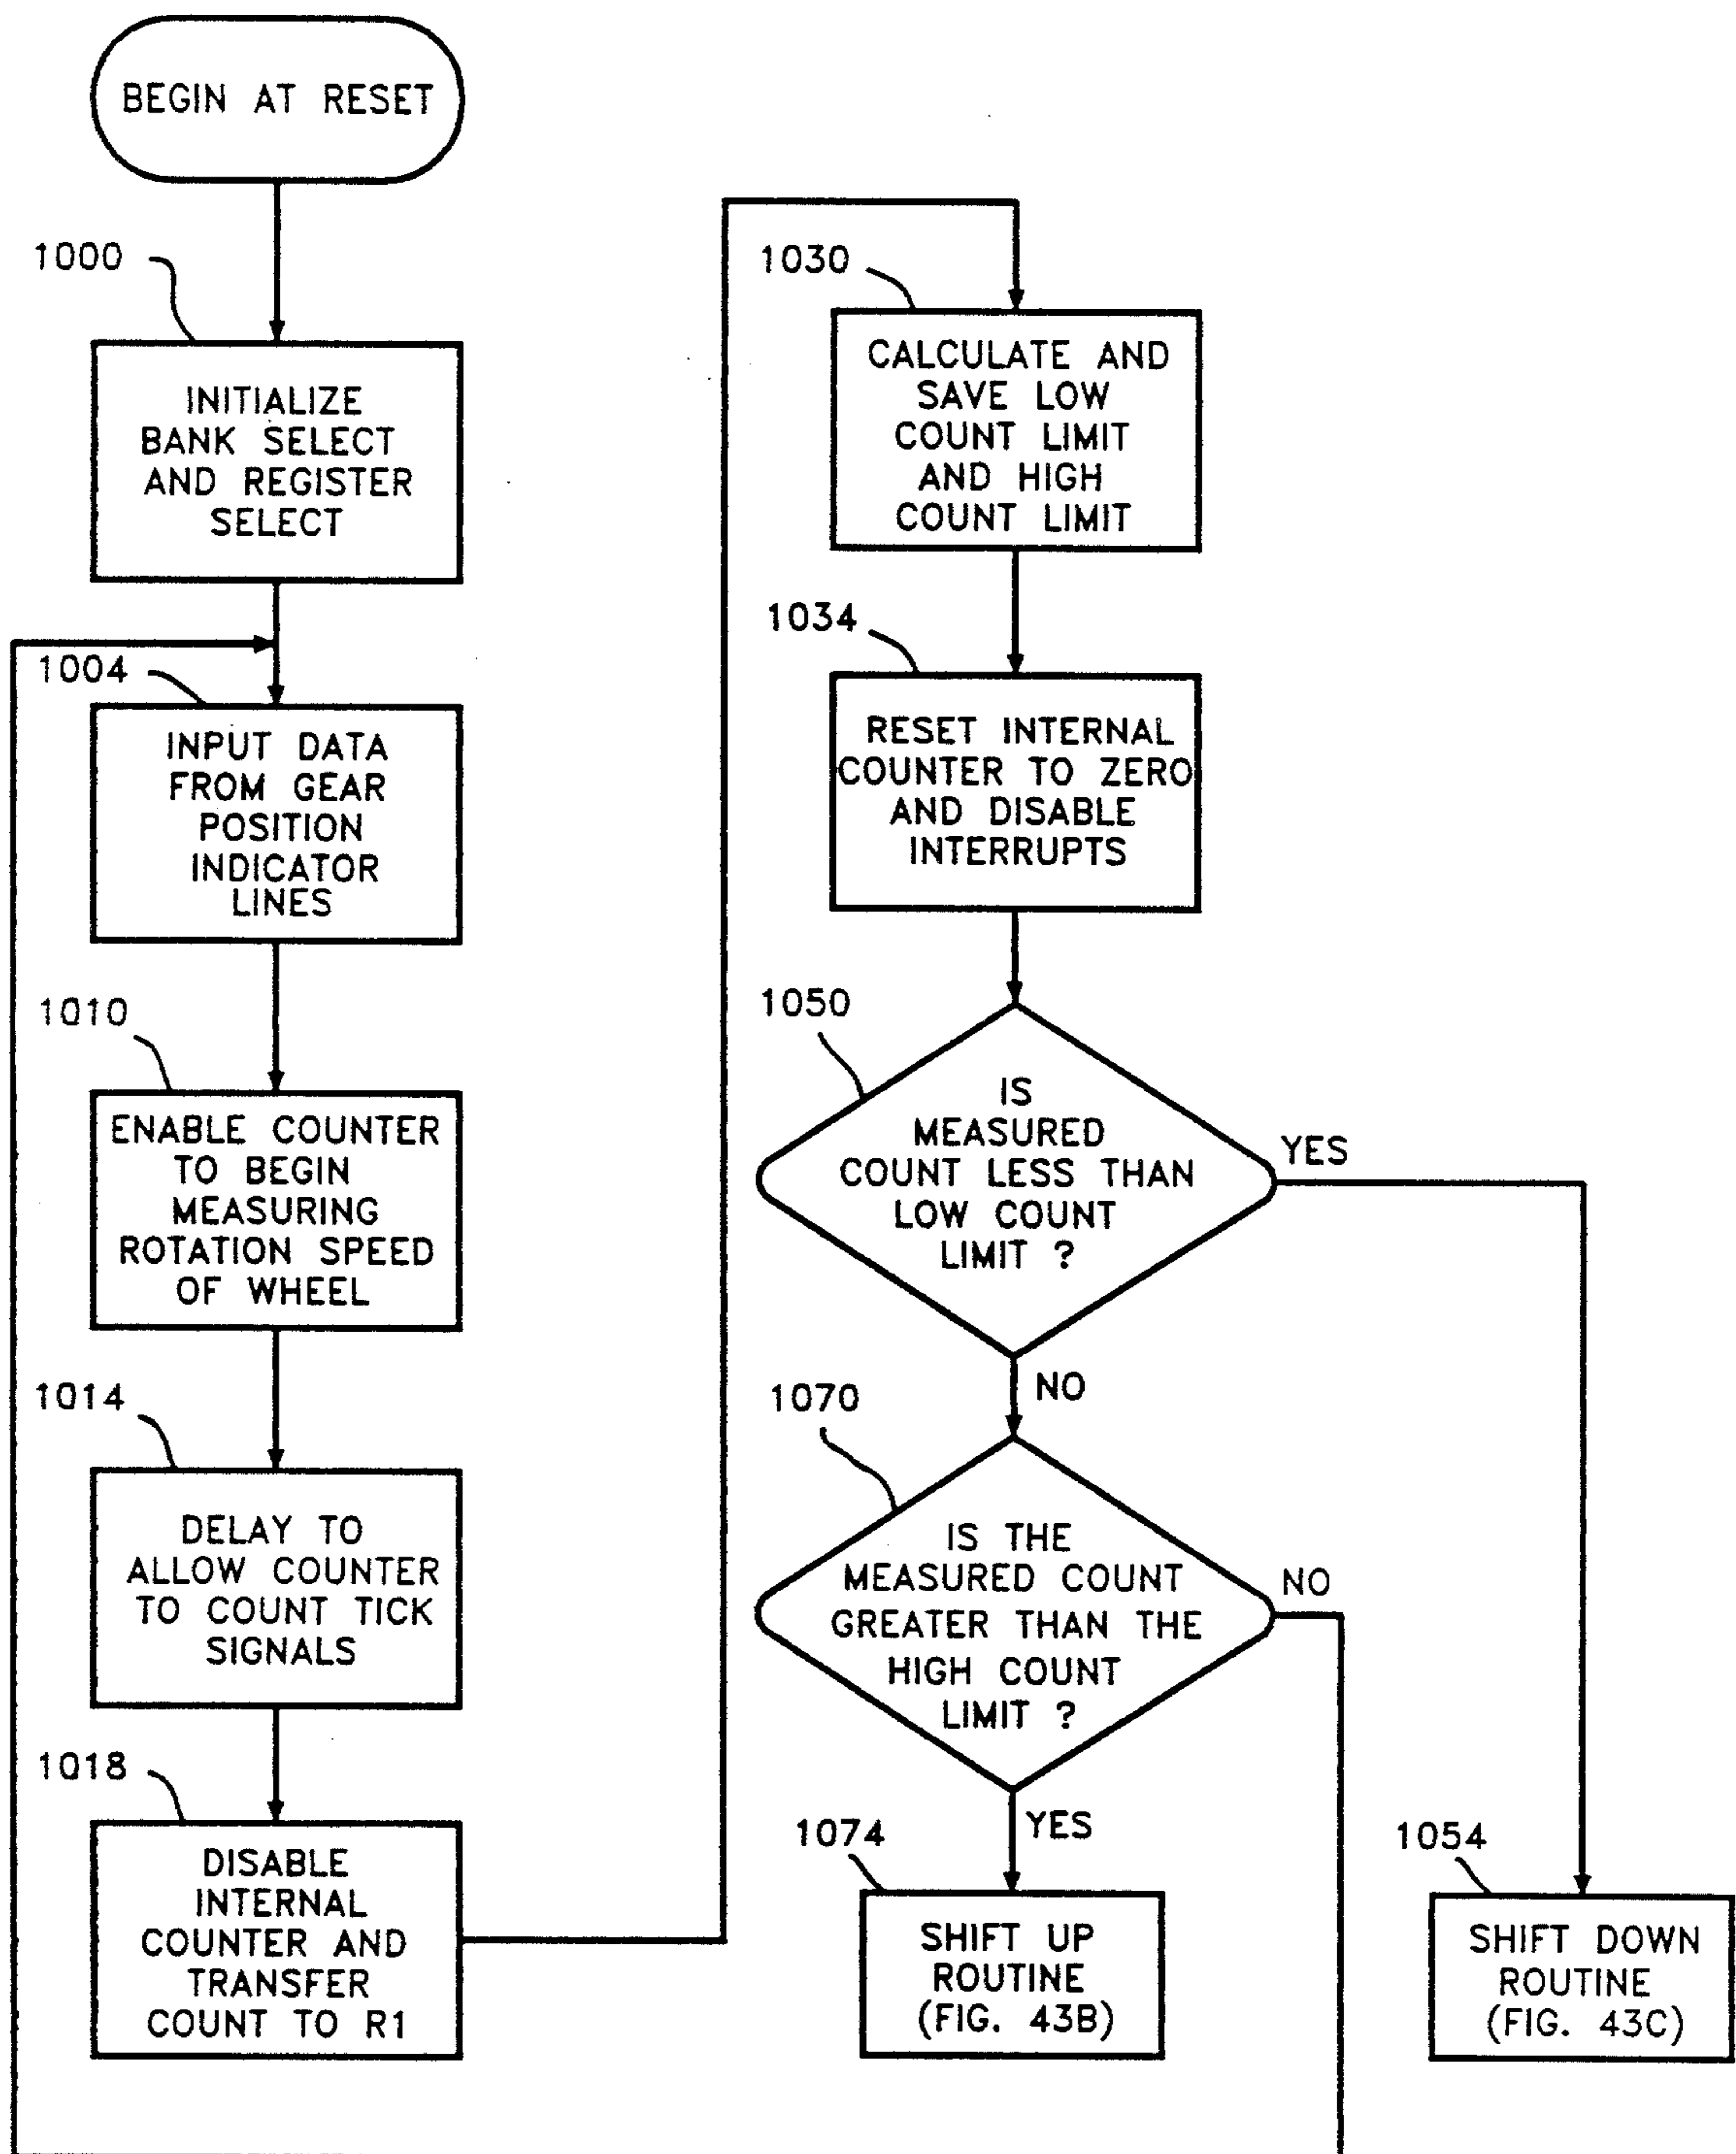 BEGIN AT RESET
1000
INITIALIZE
BANK SELECT
AND REGISTER
SELECT
1004
INPUT DATA
FROM GEAR
POSITION
INDICATOR
LINES
1010
ENABLE COUNTER
TO BEGIN
MEASURING
ROTATION SPEED
OF WHEEL
1014
DELAY TO
ALLOW COUNTER
TO COUNT TICK
SIGNALS
1018
DISABLE
INTERNAL
COUNTER AND
TRANSFER
COUNT TO R1
1030
CALCULATE AND
SAVE LOW
COUNT LIMIT
AND HIGH
COUNT LIMIT
1034
RESET INTERNAL
COUNTER TO ZERO
AND DISABLE
INTERRUPTS
1050
IS
MEASURED
COUNT LESS THAN
LOW COUNT
LIMIT ?
YES
NO
1070
IS THE
MEASURED COUNT
GREATER THAN THE
HIGH COUNT
LIMIT ?
NO
YES
1074
SHIFT UP
ROUTINE
(FIG. 43B)
1054
SHIFT DOWN
ROUTINE
(FIG. 43C)